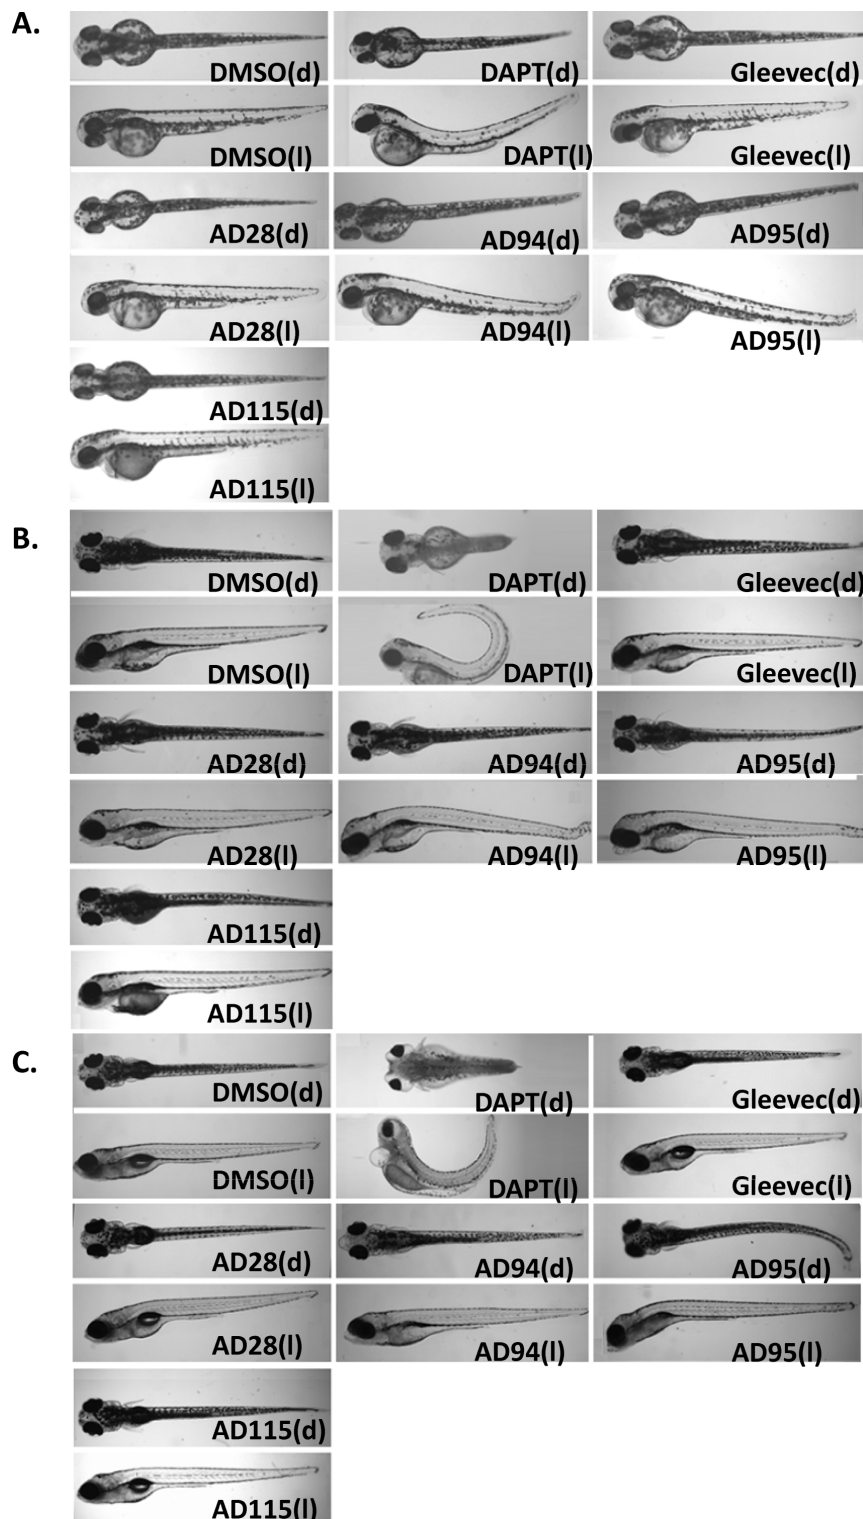 A.
DMSO(d) DAPT(d) Gleevec(d)
DMSO(l) DAPT(l) Gleevec(l)
AD28(d) AD94(d) AD95(d)
AD28(l) AD94(l) AD95(l)
AD115(d)
AD115(l)
B.
DMSO(d) DAPT(d) Gleevec(d)
DMSO(l) DAPT(l) Gleevec(l)
AD28(d) AD94(d) AD95(d)
AD28(l) AD94(l) AD95(l)
AD115(d)
AD115(l)
C.
DMSO(d) DAPT(d) Gleevec(d)
DMSO(l) DAPT(l) Gleevec(l)
AD28(d) AD94(d) AD95(d)
AD28(l) AD94(l) AD95(l)
AD115(d)
AD115(l)